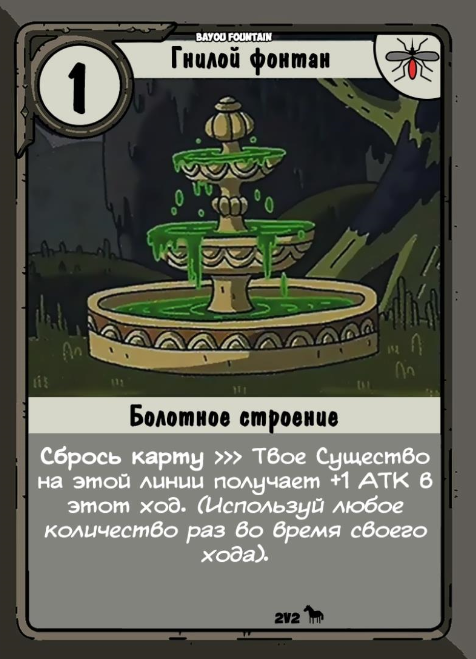 BAYOU FOUNTAIN
Гнилой фонтан
1
Болотное строение
Сбрось карту >>> Твое Существо
на этой линии получает +1 АТК в
этот ход. (Используй любое
количество раз во время своего
хода).
2V2